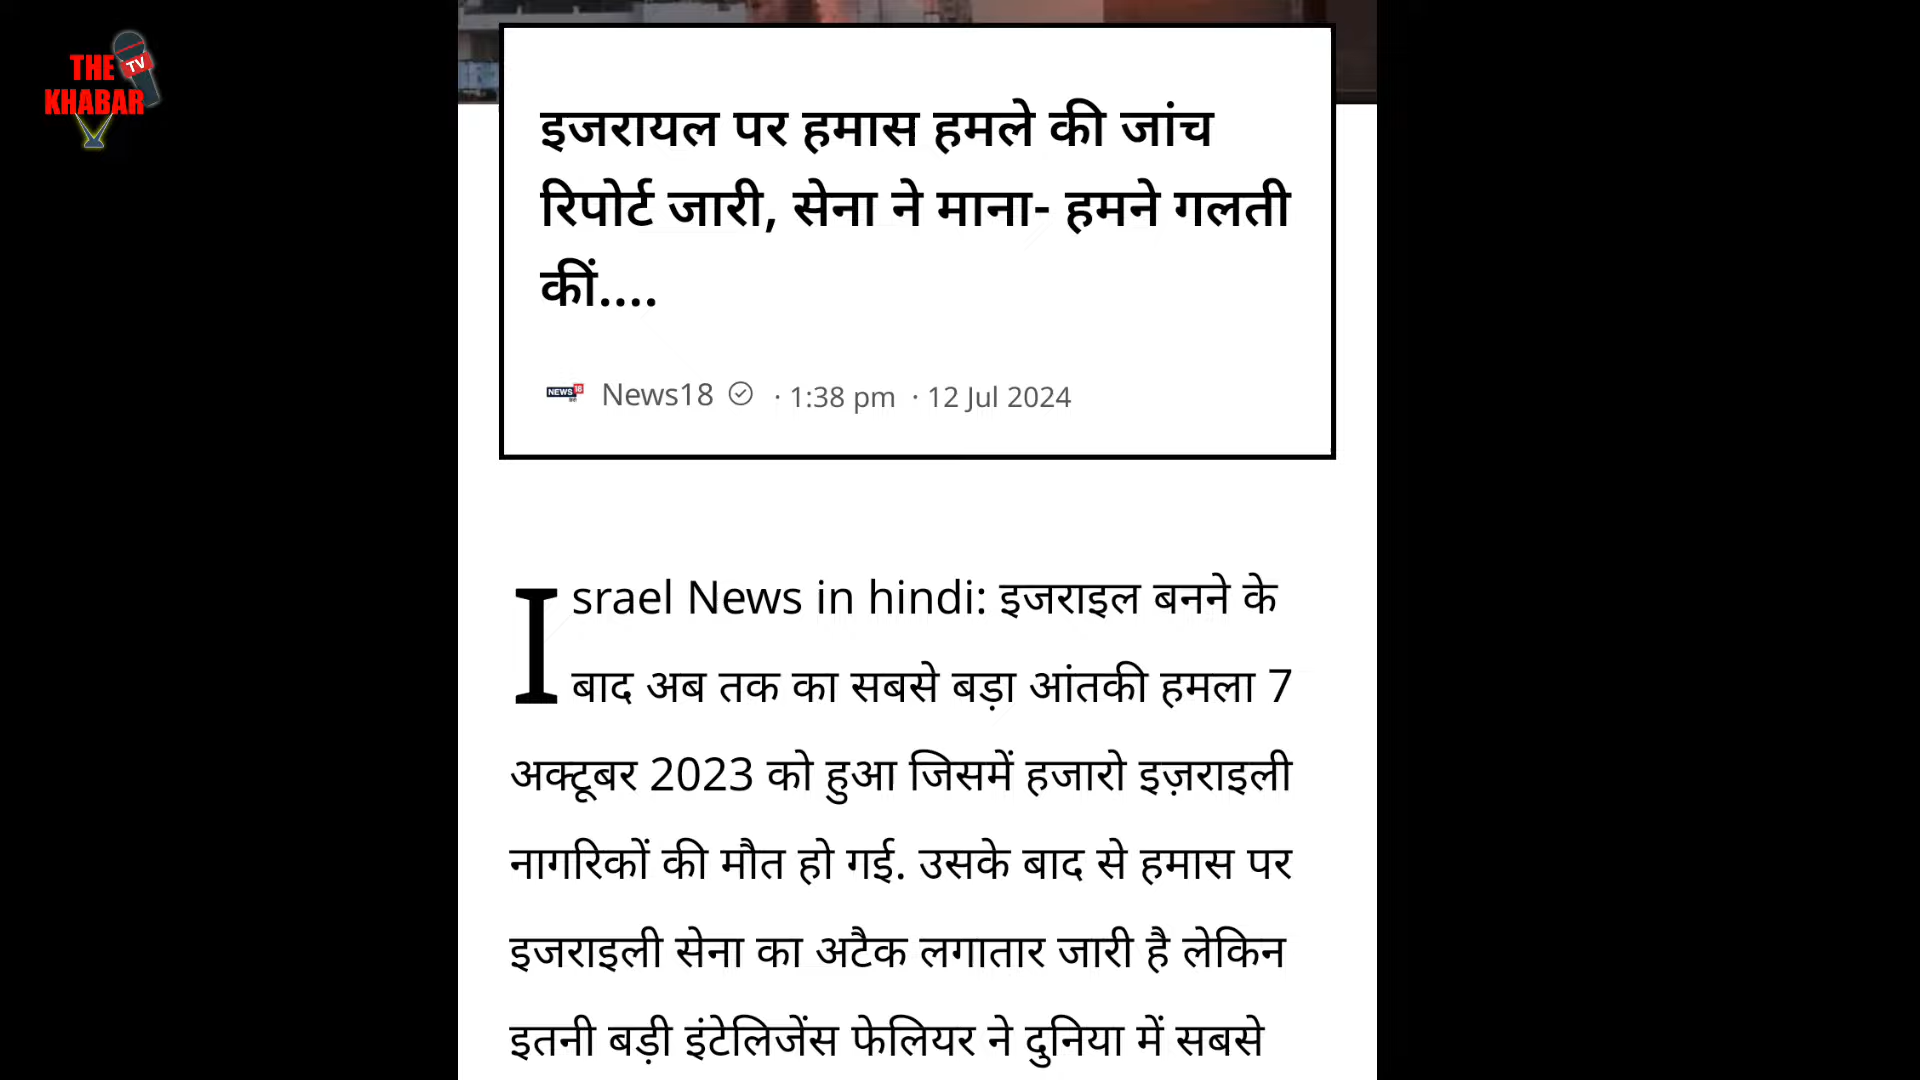 THE
TV
KHABAR
इजरायल पर हमास हमले की जांच
रिपोर्ट जारी, सेना ने माना- हमने गलती
कीं....
NEWS18 News18 · 1:38 pm · 12 Jul 2024
Israel News in hindi: इजराइल बनने के
बाद अब तक का सबसे बड़ा आंतकी हमला 7
अक्टूबर 2023 को हुआ जिसमें हजारो इज़राइली
नागरिकों की मौत हो गई. उसके बाद से हमास पर
इजराइली सेना का अटैक लगातार जारी है लेकिन
इतनी बड़ी इंटेलिजेंस फेलियर ने दुनिया में सबसे